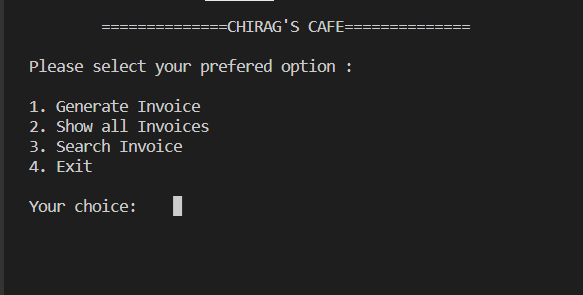 ==============CHIRAG'S CAFE==============
Please select your prefered option :
1. Generate Invoice
2. Show all Invoices
3. Search Invoice
4. Exit
Your choice: